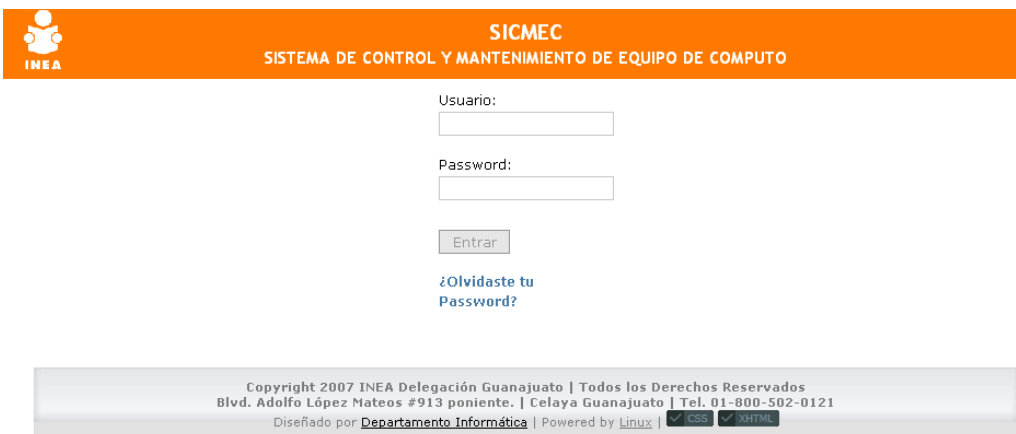 SICMEC
INEA
SISTEMA DE CONTROL Y MANTENIMIENTO DE EQUIPO DE COMPUTO
Usuario:
Password:
Entrar
¿Olvidaste tu
Password?
Copyright 2007 INEA Delegación Guanajuato | Todos los Derechos Reservados
Blvd. Adolfo López Mateos #913 poniente. | Celaya Guanajuato | Tel. 01-800-502-0121
Diseñado por Departamento Informática | Powered by Linux | CSS XHTML